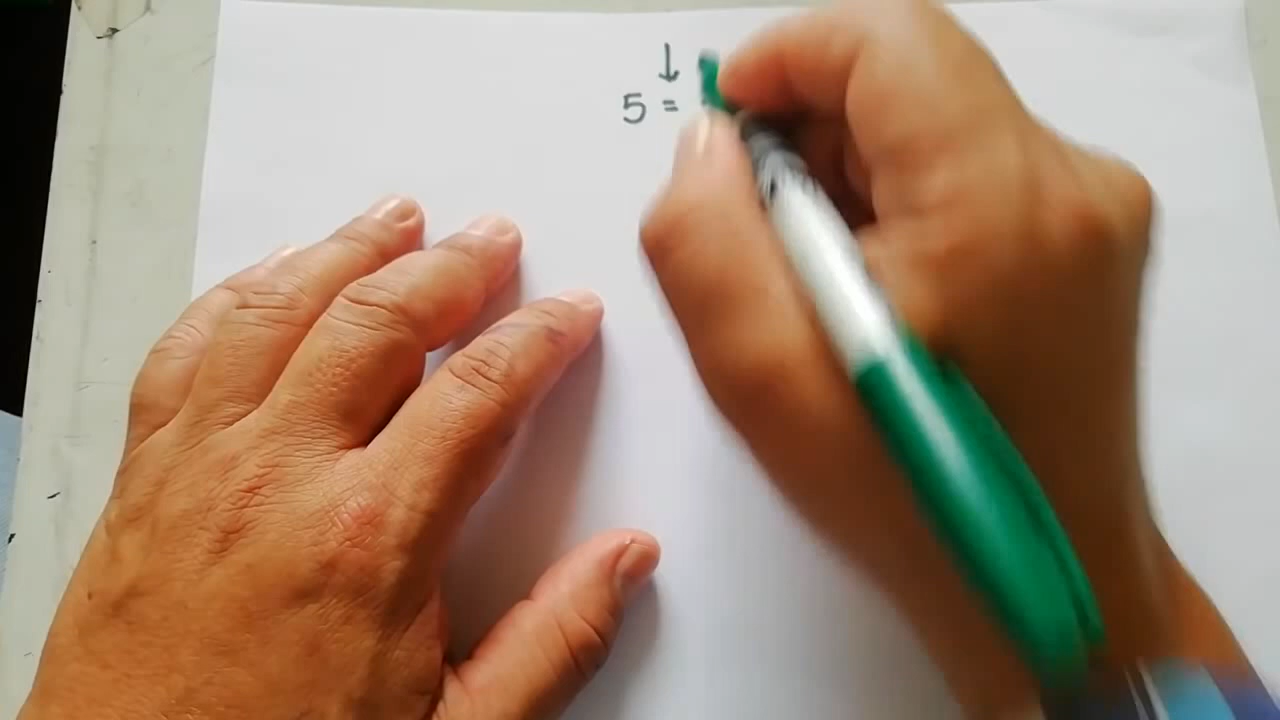 ↓
5 =